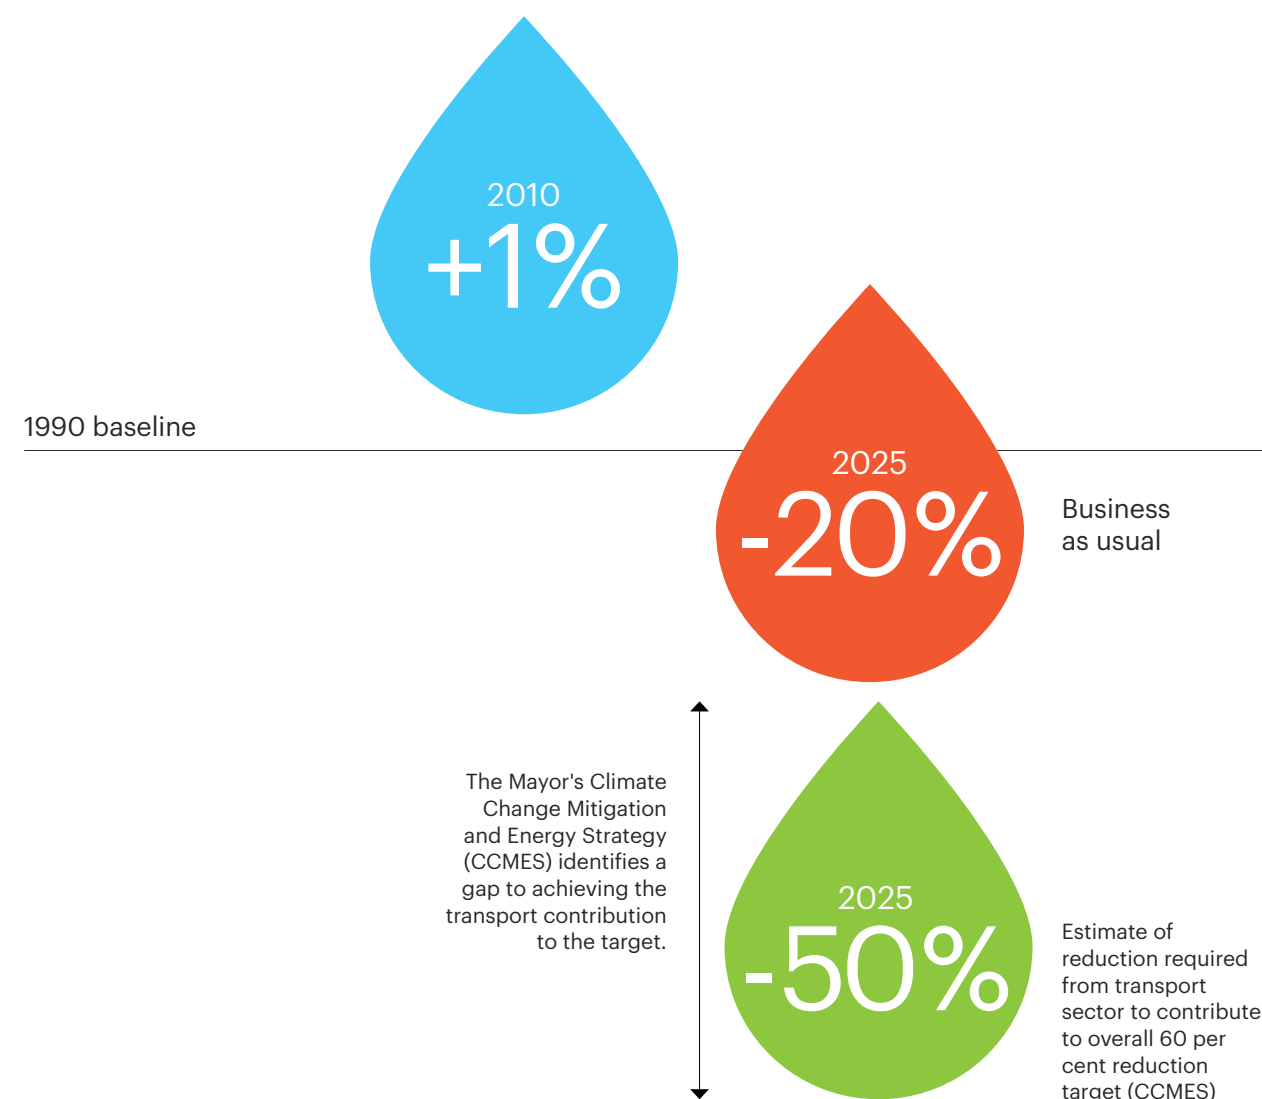 2010
+1%
1990 baseline
2025
-20%
Business
as usual
The Mayor's Climate
Change Mitigation
and Energy Strategy
(CCMES) identifies a
gap to achieving the
transport contribution
to the target.
2025
-50%
Estimate of
reduction required
from transport
sector to contribute
to overall 60 per
cent reduction
target (CCMES)